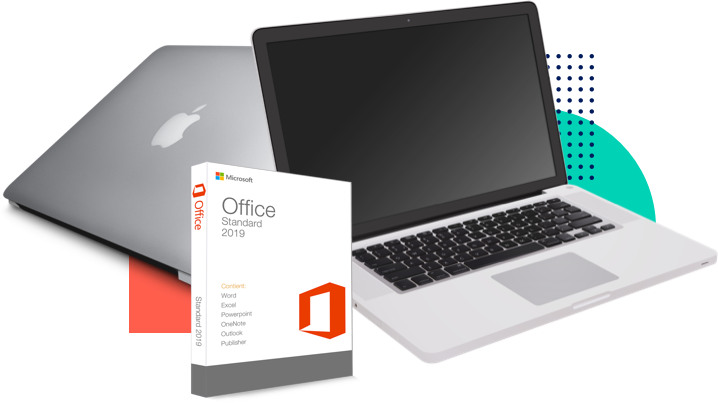 Microsoft
Office
Standard
2019
Content:
Word
Excel
Powerpoint
OneNote
Outlook
Publisher
Office
Standard 2019